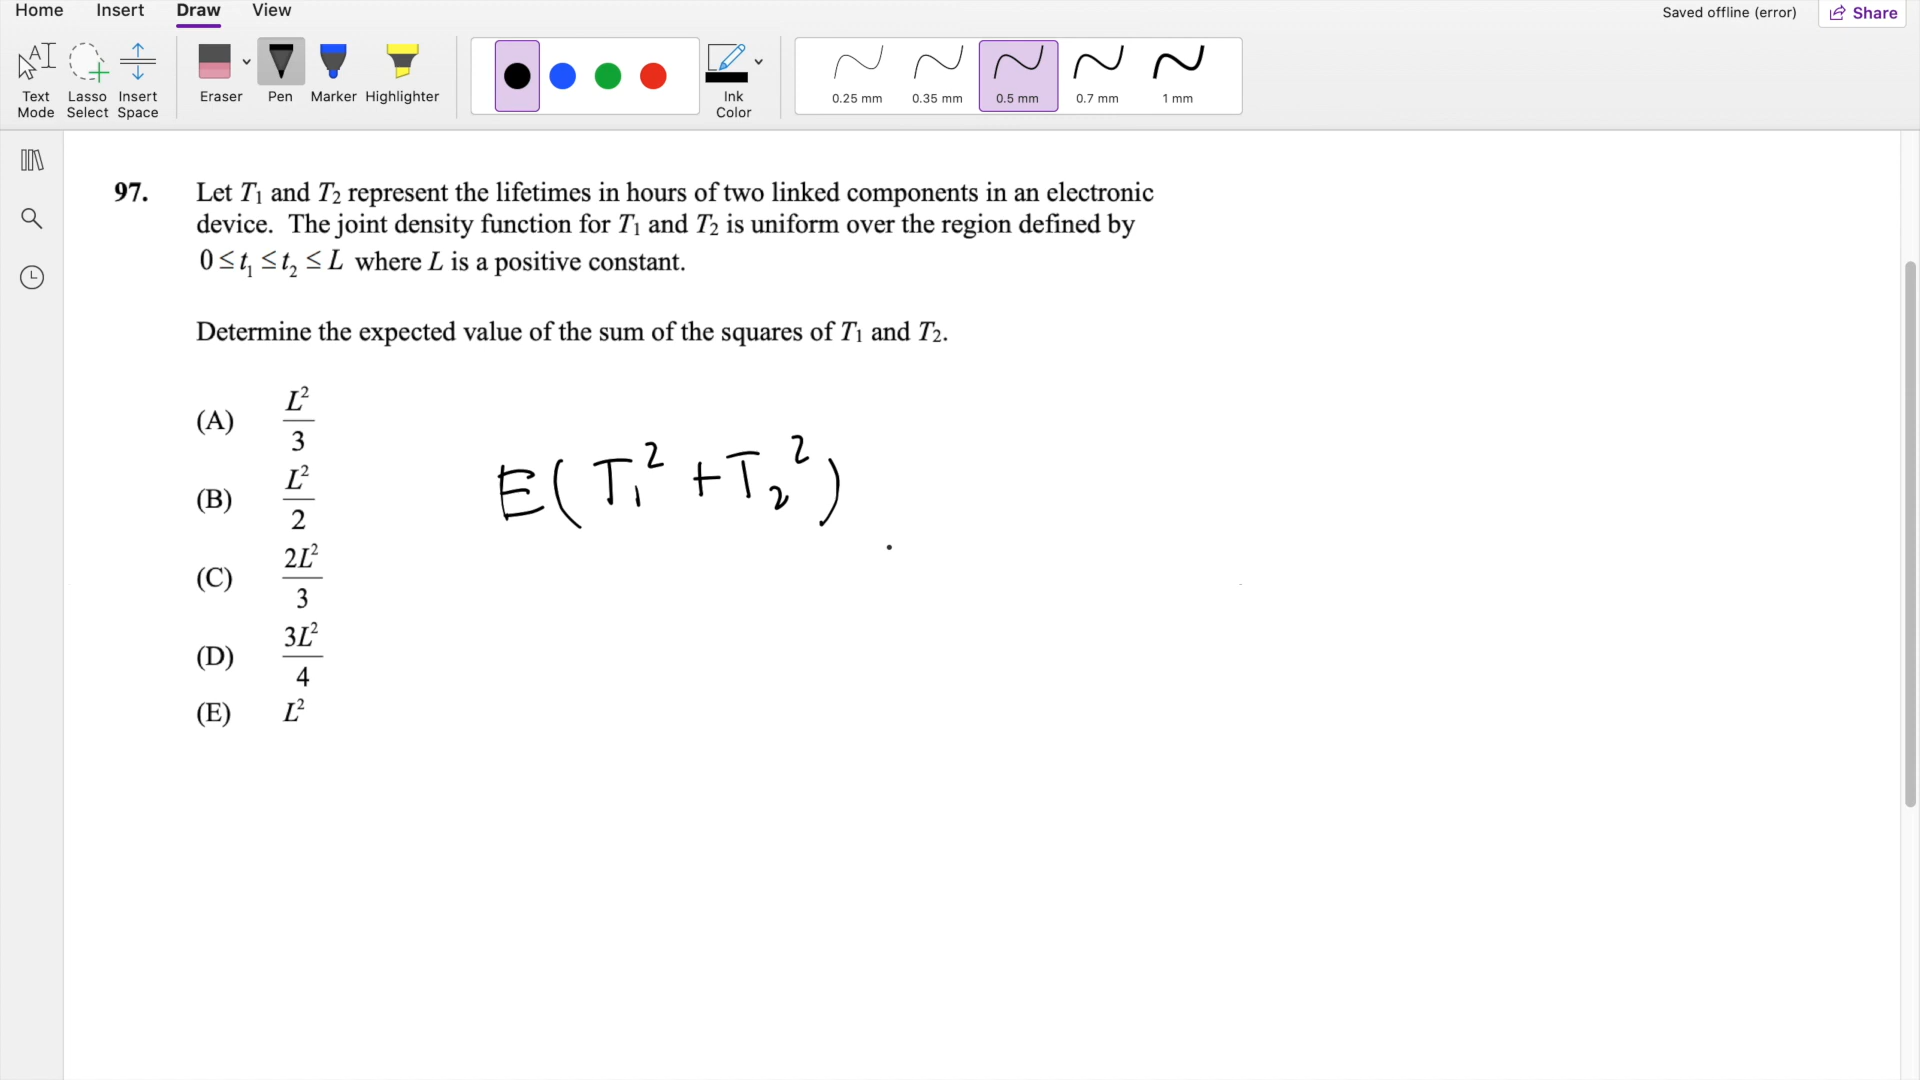 Home Insert Draw View
Saved offline (error) Share
Text Mode
Lasso Select
Insert Space
Eraser
Pen
Marker
Highlighter
Ink Color
0.25 mm 0.35 mm 0.5 mm 0.7 mm 1 mm
97. Let T₁ and T₂ represent the lifetimes in hours of two linked components in an electronic
device. The joint density function for T₁ and T₂ is uniform over the region defined by
0 ≤ t₁ ≤ t₂ ≤ L where L is a positive constant.
Determine the expected value of the sum of the squares of T₁ and T₂.
(A) L²/3
(B) L²/2
(C) 2L²/3
(D) 3L²/4
(E) L²
E(T₁² + T₂²)